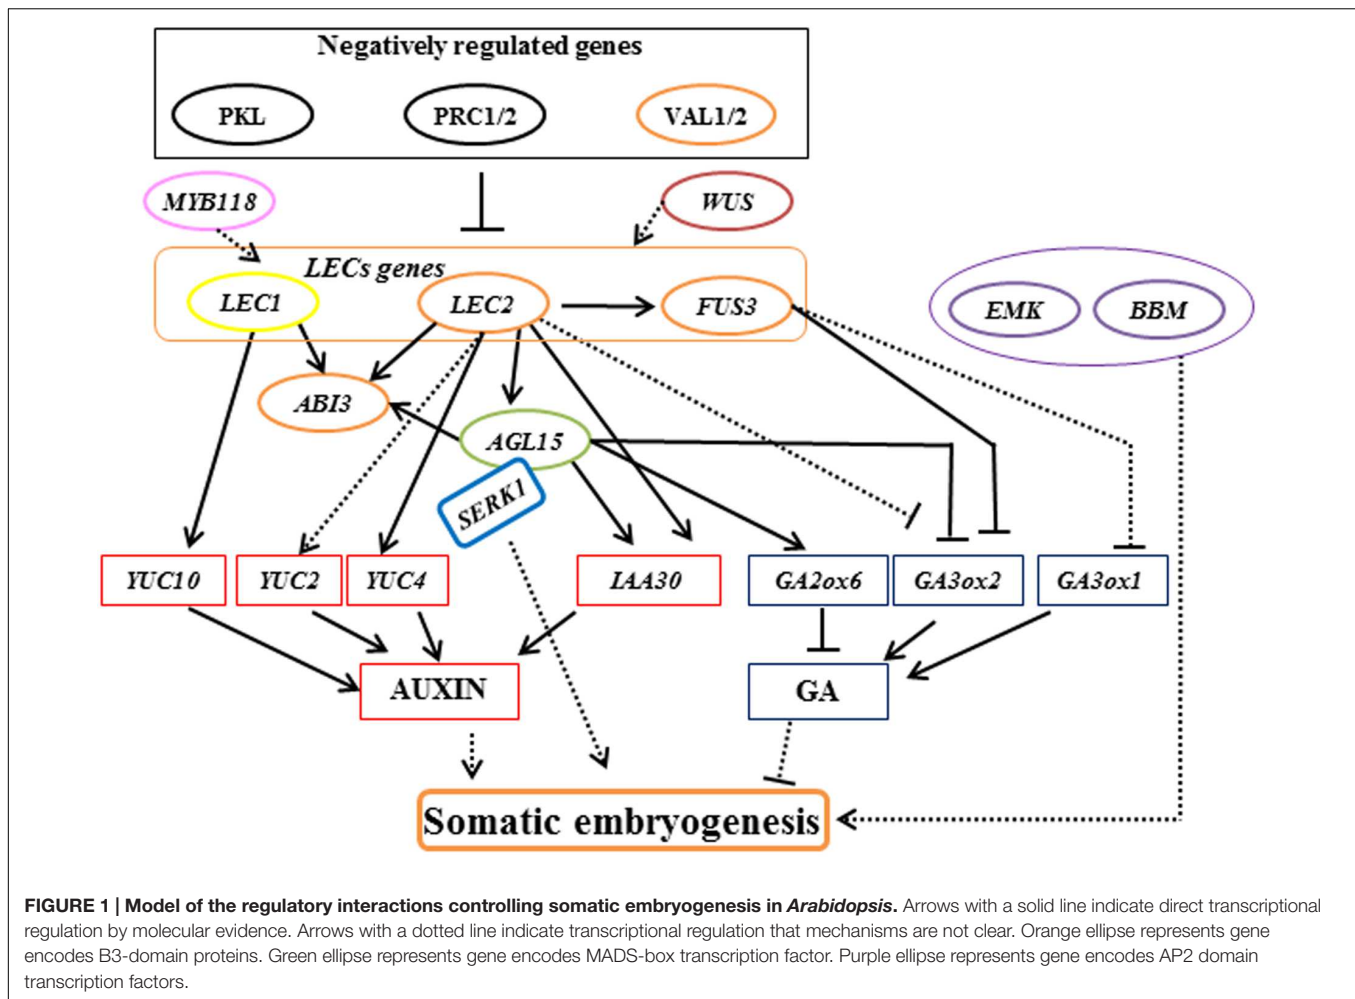 Negatively regulated genes
PKL
PRC1/2
VAL1/2
MYB118
WUS
LECs genes
LEC1
LEC2
FUS3
EMK
BBM
ABI3
AGL15
SERK1
YUC10
YUC2
YUC4
IAA30
GA2ox6
GA3ox2
GA3ox1
AUXIN
GA
Somatic embryogenesis
FIGURE 1 | Model of the regulatory interactions controlling somatic embryogenesis in Arabidopsis. Arrows with a solid line indicate direct transcriptional
regulation by molecular evidence. Arrows with a dotted line indicate transcriptional regulation that mechanisms are not clear. Orange ellipse represents gene
encodes B3-domain proteins. Green ellipse represents gene encodes MADS-box transcription factor. Purple ellipse represents gene encodes AP2 domain
transcription factors.